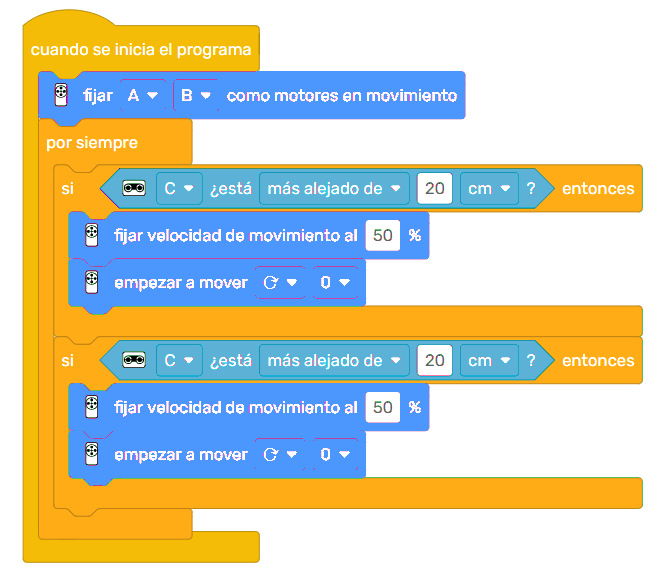 cuando se inicia el programa
fijar A B como motores en movimiento
por siempre
si C ¿está más alejado de 20 cm ? entonces
fijar velocidad de movimiento al 50 %
empezar a mover 0
si C ¿está más alejado de 20 cm ? entonces
fijar velocidad de movimiento al 50 %
empezar a mover 0